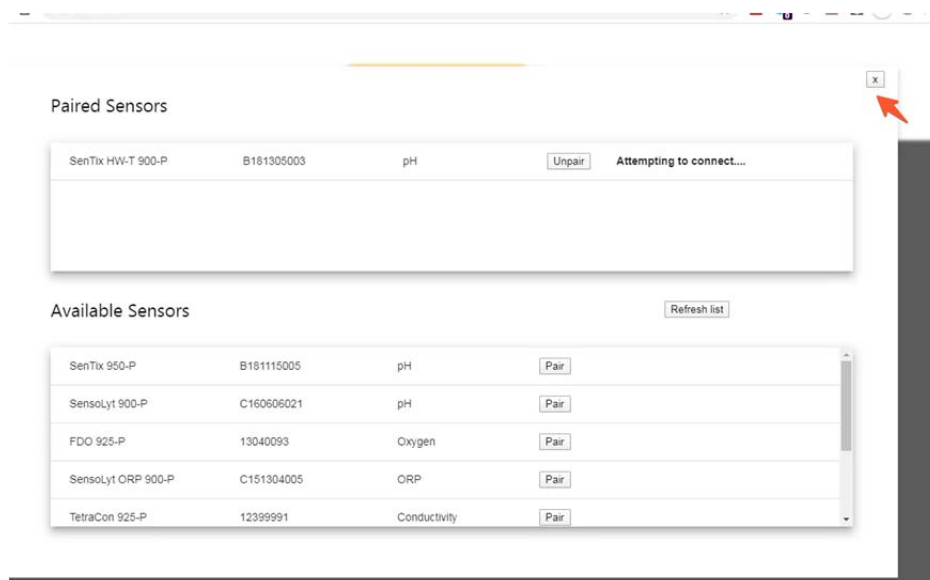 x
Paired Sensors
SenTix HW-T 900-P B181305003 pH Unpair Attempting to connect....
Available Sensors Refresh list
SenTix 950-P B181115005 pH Pair
SensoLyt 900-P C160606021 pH Pair
FDO 925-P 13040093 Oxygen Pair
SensoLyt ORP 900-P C151304005 ORP Pair
TetraCon 925-P 12399991 Conductivity Pair